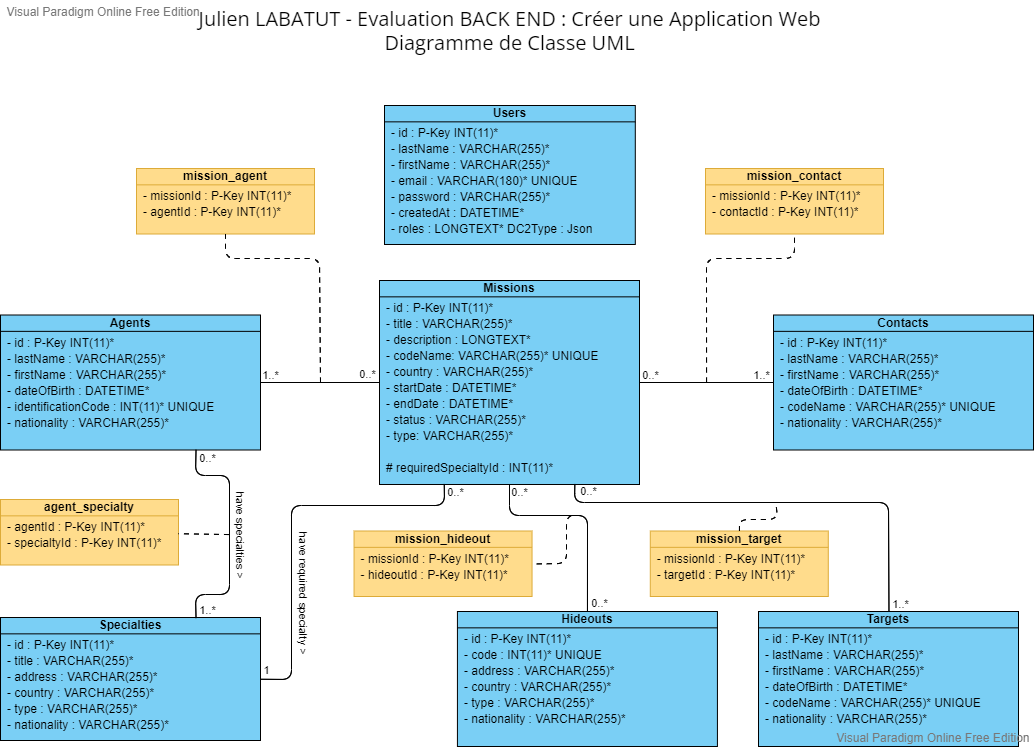 Visual Paradigm Online Free Edition
Julien LABATUT - Evaluation BACK END : Créer une Application Web
Diagramme de Classe UML
Users
- id : P-Key INT(11)*
- lastName : VARCHAR(255)*
- firstName : VARCHAR(255)*
- email : VARCHAR(180)* UNIQUE
- password : VARCHAR(255)*
- createdAt : DATETIME*
- roles : LONGTEXT* DC2Type : Json
mission_agent
- missionId : P-Key INT(11)*
- agentId : P-Key INT(11)*
mission_contact
- missionId : P-Key INT(11)*
- contactId : P-Key INT(11)*
Missions
- id : P-Key INT(11)*
- title : VARCHAR(255)*
- description : LONGTEXT*
- codeName: VARCHAR(255)* UNIQUE
- country : VARCHAR(255)*
- startDate : DATETIME*
- endDate : DATETIME*
- status : VARCHAR(255)*
- type: VARCHAR(255)*
# requiredSpecialtyId : INT(11)*
Agents
- id : P-Key INT(11)*
- lastName : VARCHAR(255)*
- firstName : VARCHAR(255)*
- dateOfBirth : DATETIME*
- identificationCode : INT(11)* UNIQUE
- nationality : VARCHAR(255)*
Contacts
- id : P-Key INT(11)*
- lastName : VARCHAR(255)*
- firstName : VARCHAR(255)*
- dateOfBirth : DATETIME*
- codeName : VARCHAR(255)* UNIQUE
- nationality : VARCHAR(255)*
1..*
0..*
0..*
1..*
0..*
0..*
0..*
0..*
agent_specialty
- agentId : P-Key INT(11)*
- specialtyId : P-Key INT(11)*
have specialties >
have required specialty >
mission_hideout
- missionId : P-Key INT(11)*
- hideoutId : P-Key INT(11)*
mission_target
- missionId : P-Key INT(11)*
- targetId : P-Key INT(11)*
1..*
0..*
1..*
1
Specialties
- id : P-Key INT(11)*
- title : VARCHAR(255)*
- address : VARCHAR(255)*
- country : VARCHAR(255)*
- type : VARCHAR(255)*
- nationality : VARCHAR(255)*
Hideouts
- id : P-Key INT(11)*
- code : INT(11)* UNIQUE
- address : VARCHAR(255)*
- country : VARCHAR(255)*
- type : VARCHAR(255)*
- nationality : VARCHAR(255)*
Targets
- id : P-Key INT(11)*
- lastName : VARCHAR(255)*
- firstName : VARCHAR(255)*
- dateOfBirth : DATETIME*
- codeName : VARCHAR(255)* UNIQUE
- nationality : VARCHAR(255)*
Visual Paradigm Online Free Edition